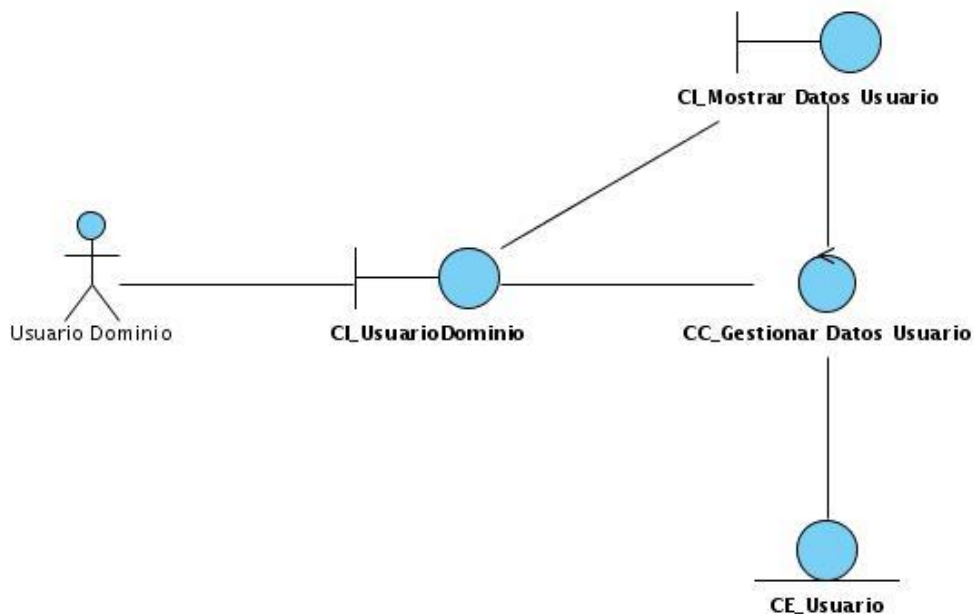 CI_Mostrar Datos Usuario
Usuario Dominio
CI_UsuarioDominio
CC_Gestionar Datos Usuario
CE_Usuario